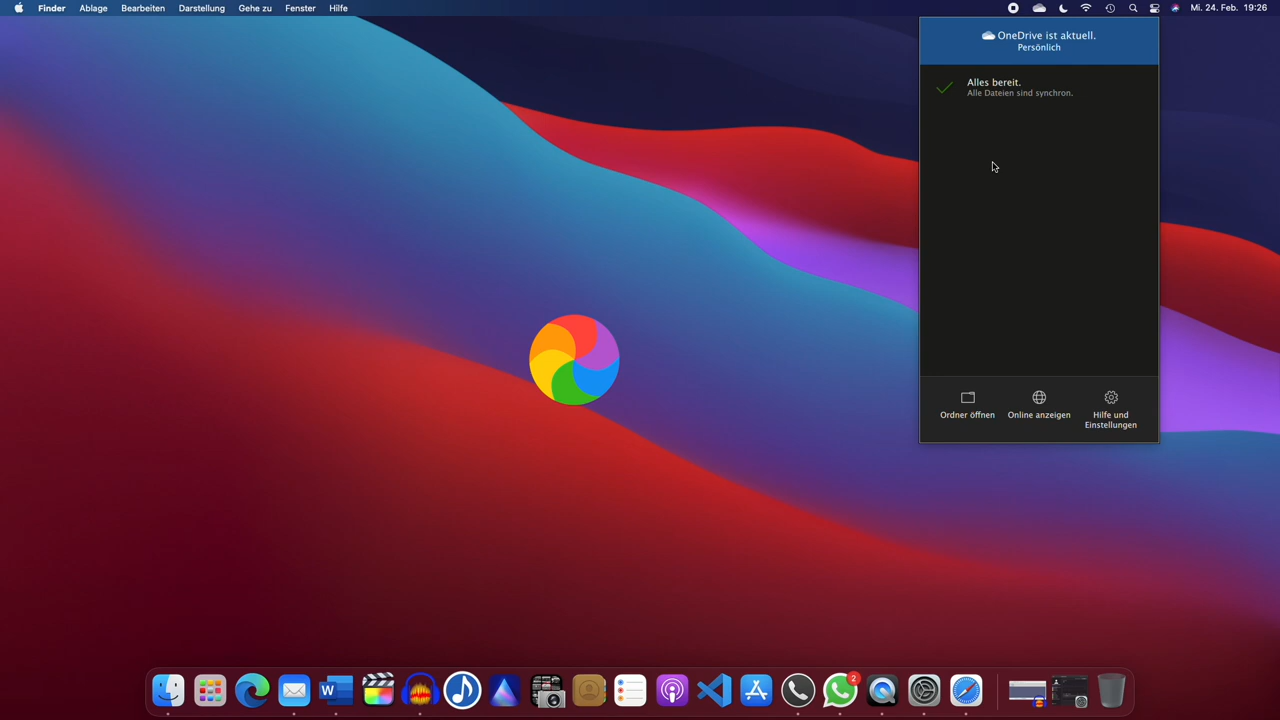 Finder Ablage Bearbeiten Darstellung Gehe zu Fenster Hilfe Mi. 24. Feb. 19:26
OneDrive ist aktuell.
Persönlich
Alles bereit.
Alle Dateien sind synchron.
Ordner öffnen
Online anzeigen
Hilfe und
Einstellungen
W
2